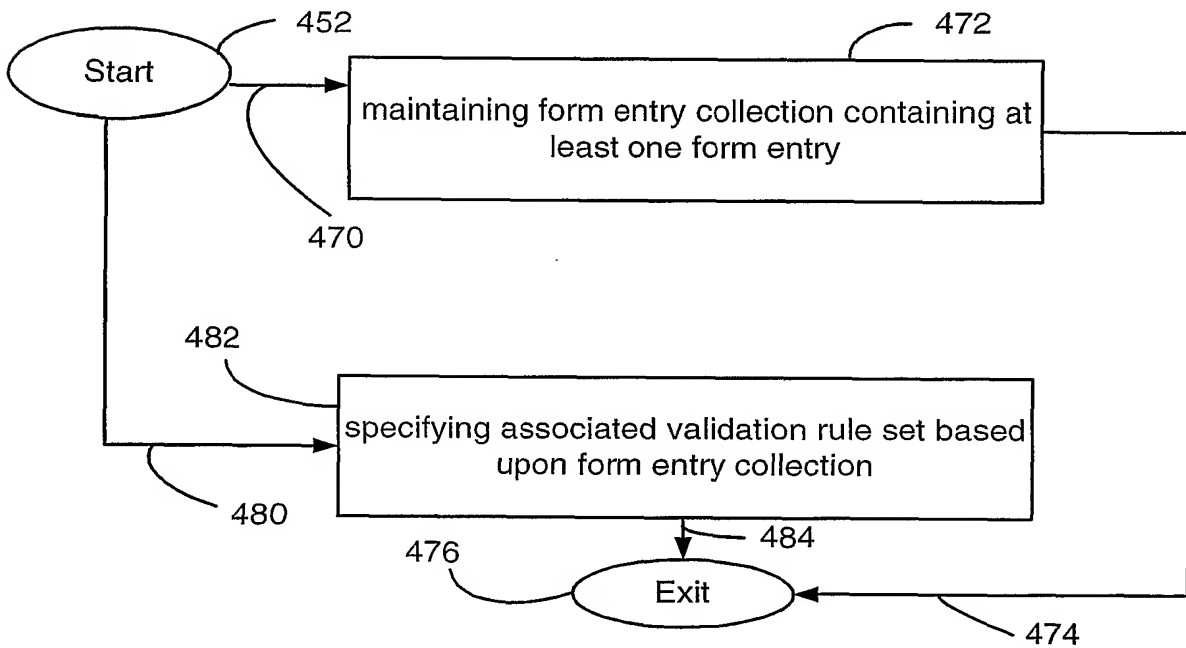 452
472
Start
maintaining form entry collection containing at
least one form entry
470
482
specifying associated validation rule set based
upon form entry collection
480
484
476
Exit
474